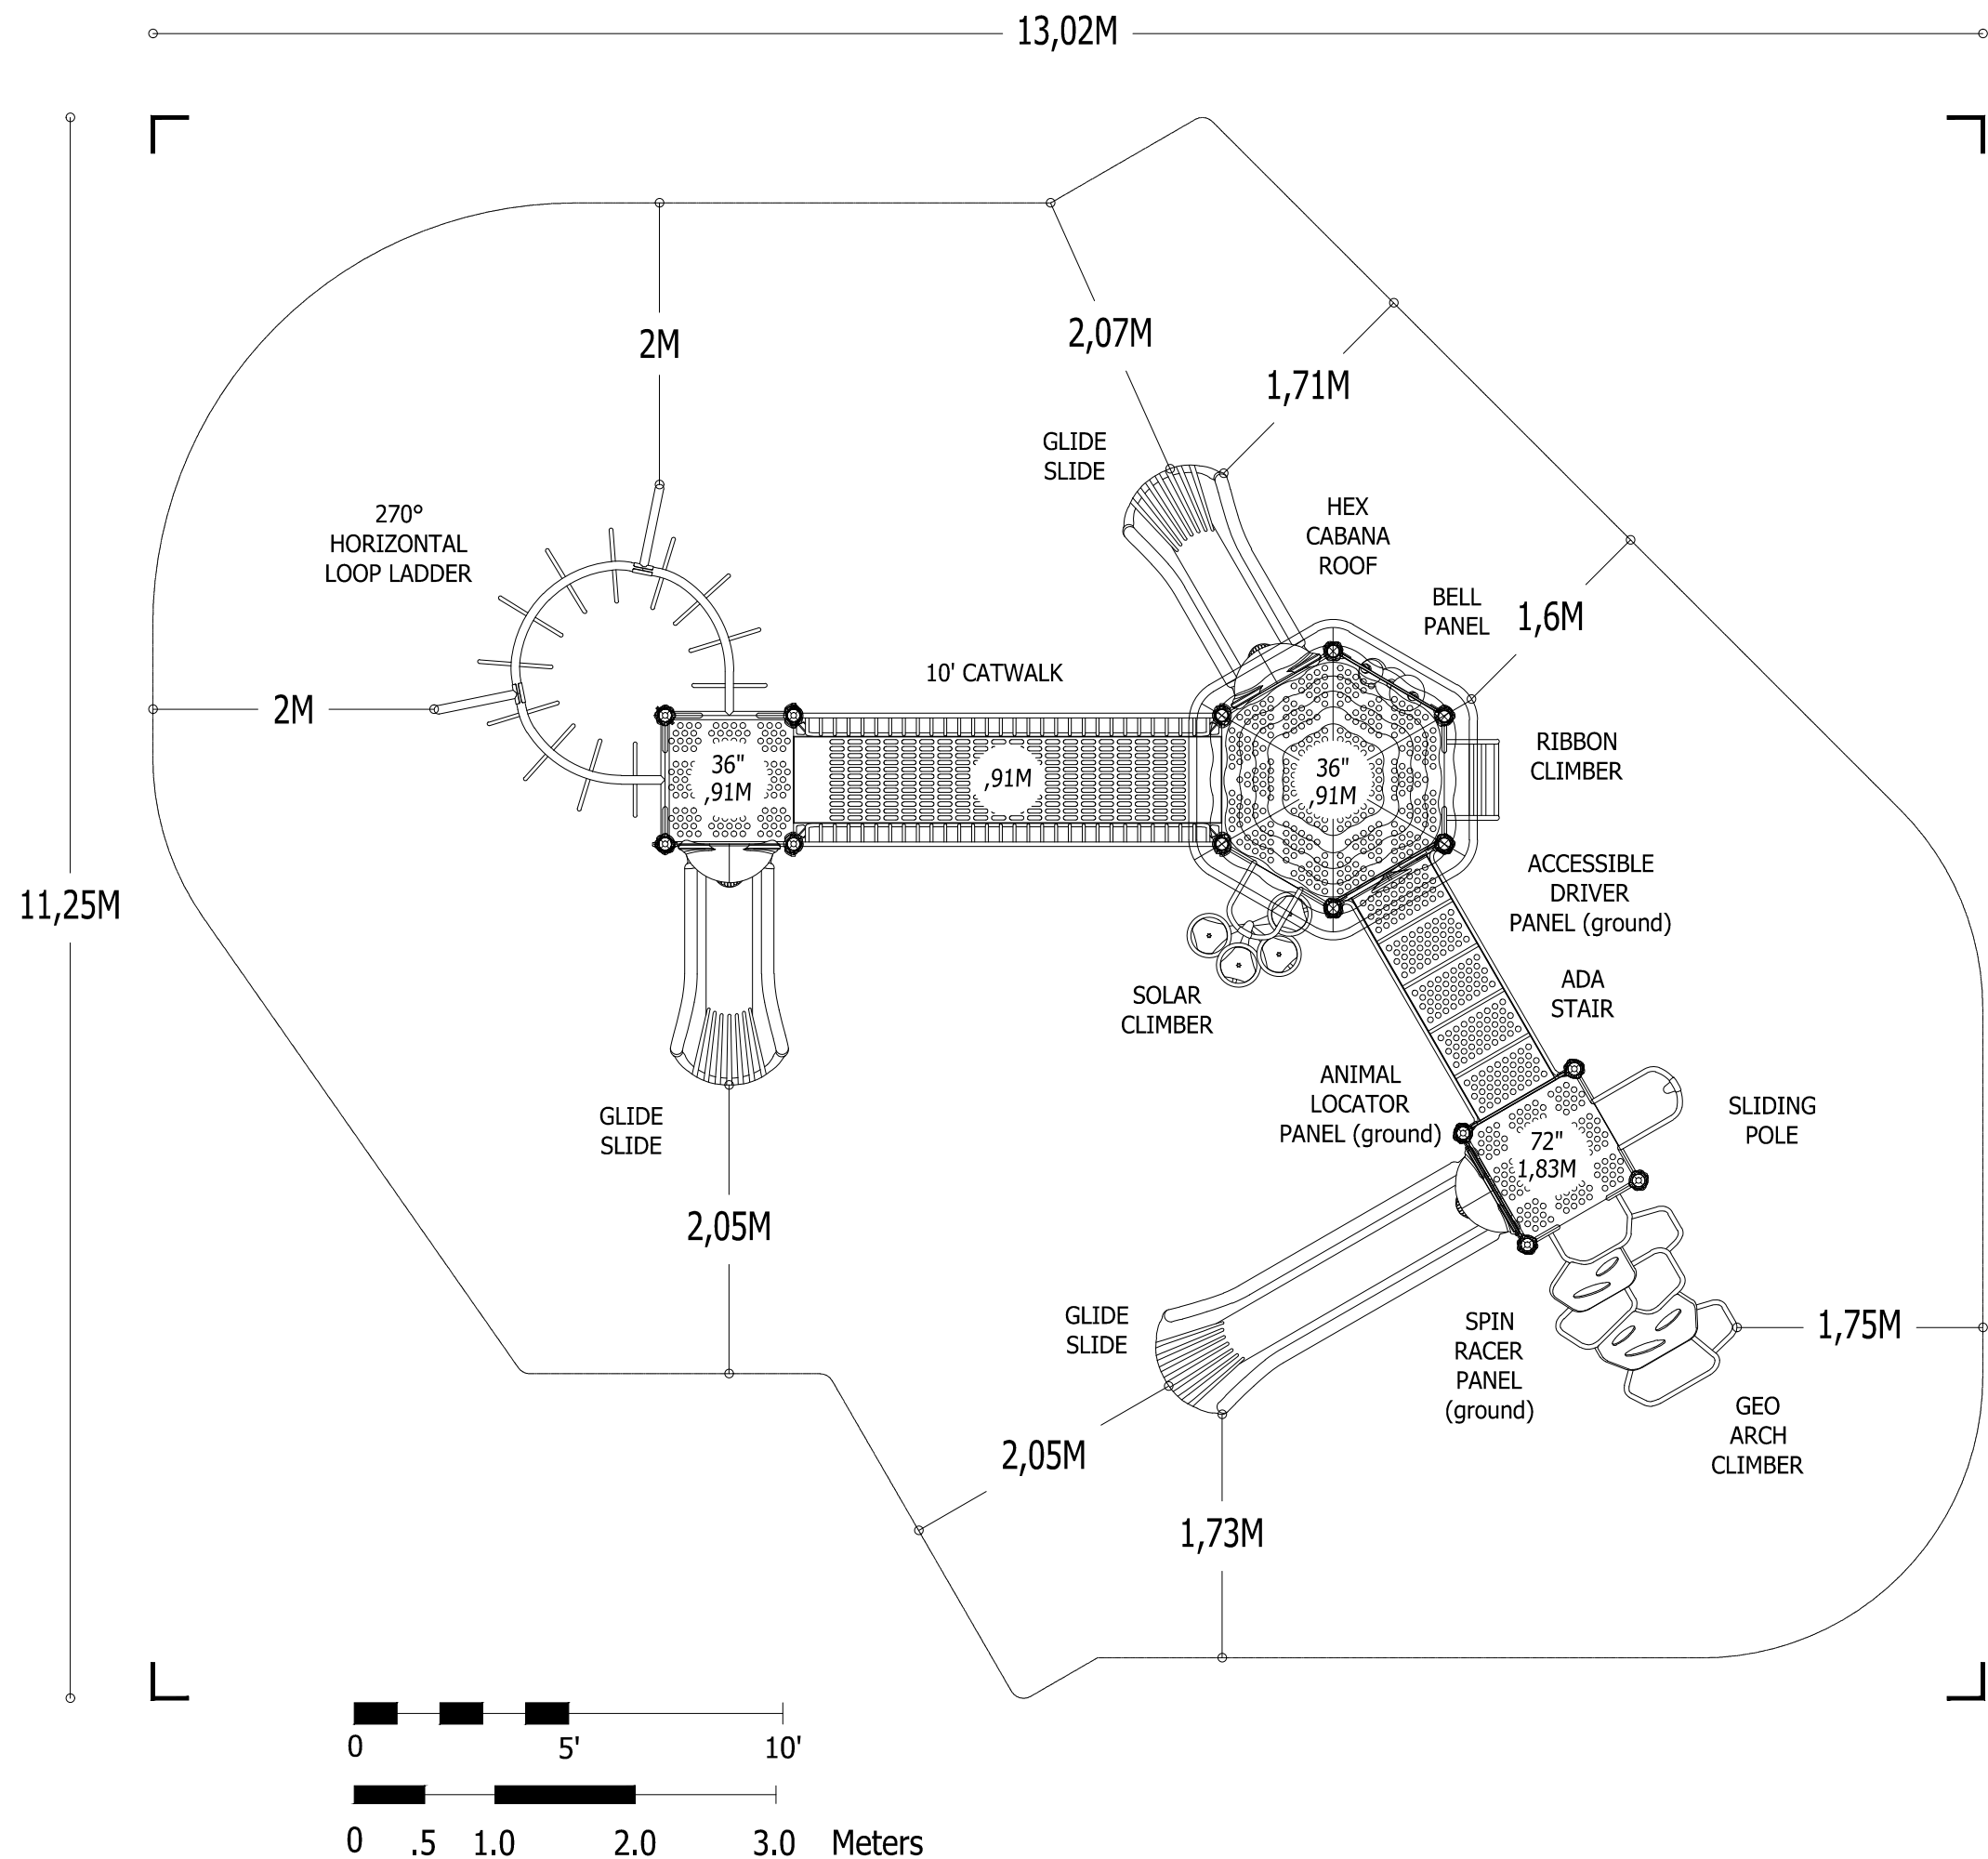 13,02M
2M
2,07M
1,71M
GLIDE
SLIDE
270°
HORIZONTAL
LOOP LADDER
HEX
CABANA
ROOF
BELL
PANEL
1,6M
2M
10' CATWALK
RIBBON
CLIMBER
36"
,91M
,91M
36"
,91M
11,25M
ACCESSIBLE
DRIVER
PANEL (ground)
SOLAR
CLIMBER
ADA
STAIR
ANIMAL
LOCATOR
PANEL (ground)
SLIDING
POLE
GLIDE
SLIDE
72"
1,83M
2,05M
GLIDE
SLIDE
SPIN
RACER
PANEL
(ground)
1,75M
GEO
ARCH
CLIMBER
2,05M
1,73M
0 5' 10'
0 .5 1.0 2.0 3.0 Meters